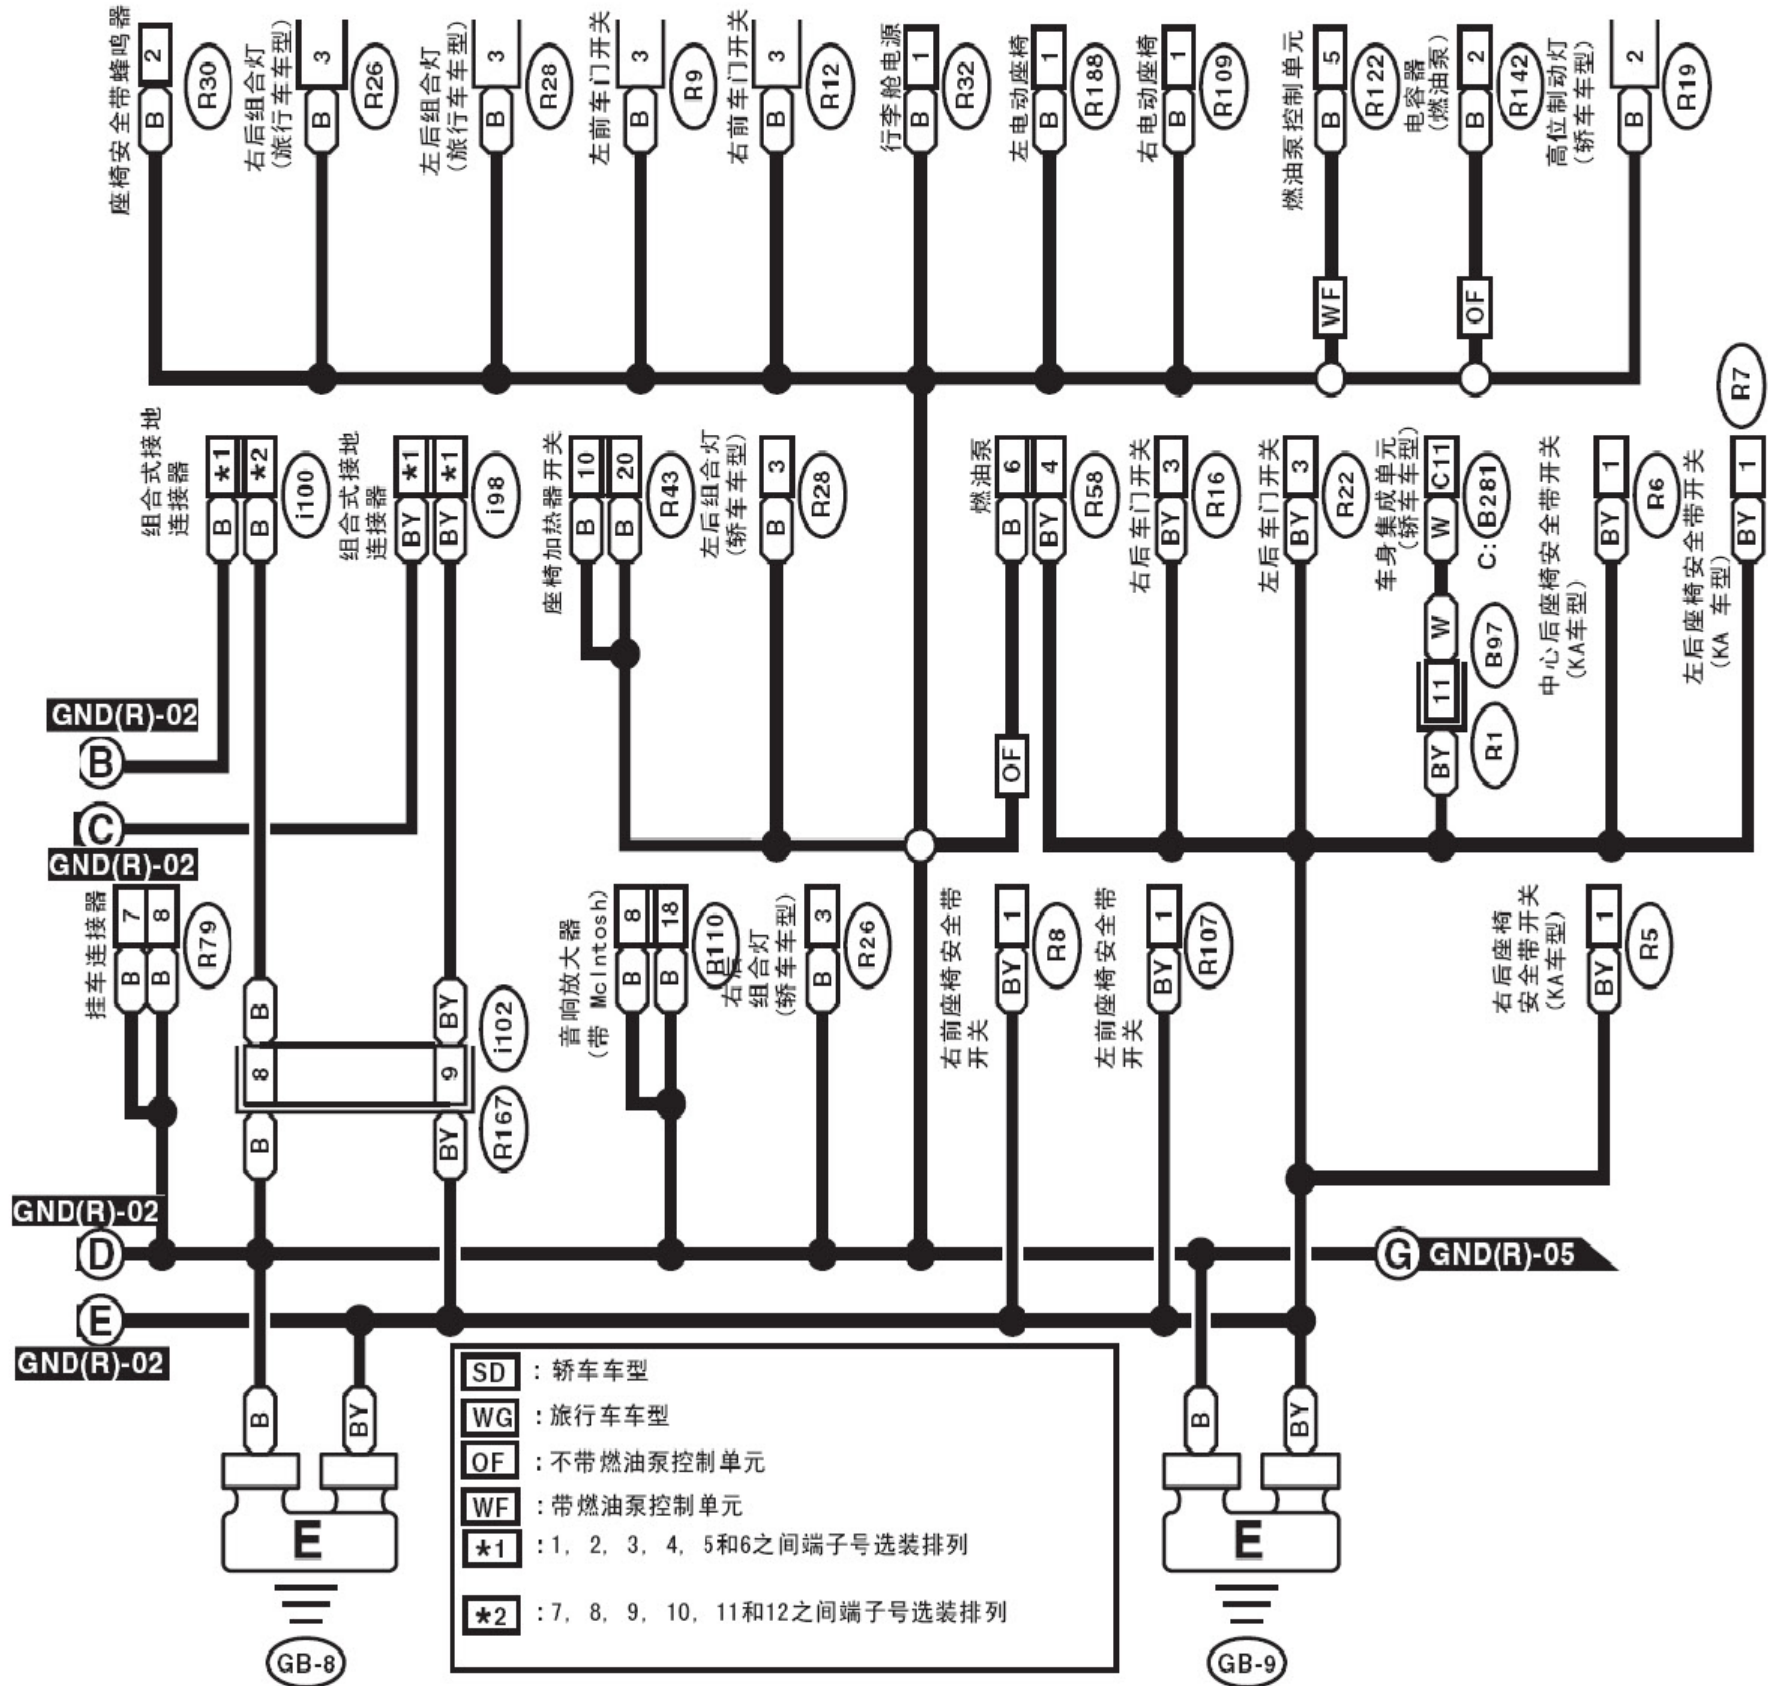 座椅安全带蜂鸣器
2
B
R30
右后组合灯
(旅行车车型)
3
B
R26
左后组合灯
(旅行车车型)
3
B
R28
左前车门开关
3
B
R9
右前车门开关
3
B
R12
行李舱电源
1
B
R32
左电动座椅
1
B
R188
右电动座椅
1
B
R109
燃油泵控制单元
5
B
R122
WF
电容器
(燃油泵)
2
B
R142
OF
高位制动灯
(轿车车型)
2
B
R19
组合式接地
连接器
*1
*2
B
B
i100
组合式接地
连接器
*1
*1
BY
BY
i98
座椅加热器开关
10
20
B
B
R43
左后组合灯
(轿车车型)
3
B
R28
燃油泵
6
4
B
BY
R58
OF
右后车门开关
3
BY
R16
左后车门开关
3
BY
R22
车身集成单元
(轿车车型)
C11
W
C:B281
W
B97
11
R1
BY
中心后座椅安全带开关
(KA车型)
1
BY
R6
左后座椅安全带开关
(KA 车型)
1
BY
R7
GND(R)-02
B
C
GND(R)-02
挂车连接器
7
8
B
B
R79
B
BY
i102
8
9
R167
B
BY
音响放大器
(带 McIntosh)
8
18
B
B
R110
右后
组合灯
(轿车车型)
3
B
R26
右前座椅安全带
开关
1
BY
R8
左前座椅安全带
开关
1
BY
R107
右后座椅
安全带开关
(KA车型)
1
BY
R5
GND(R)-02
D
G
GND(R)-05
E
GND(R)-02
B
BY
E
GB-8
SD : 轿车车型
WG : 旅行车车型
OF : 不带燃油泵控制单元
WF : 带燃油泵控制单元
*1 : 1, 2, 3, 4, 5和6之间端子号选装排列
*2 : 7, 8, 9, 10, 11和12之间端子号选装排列
B
BY
E
GB-9